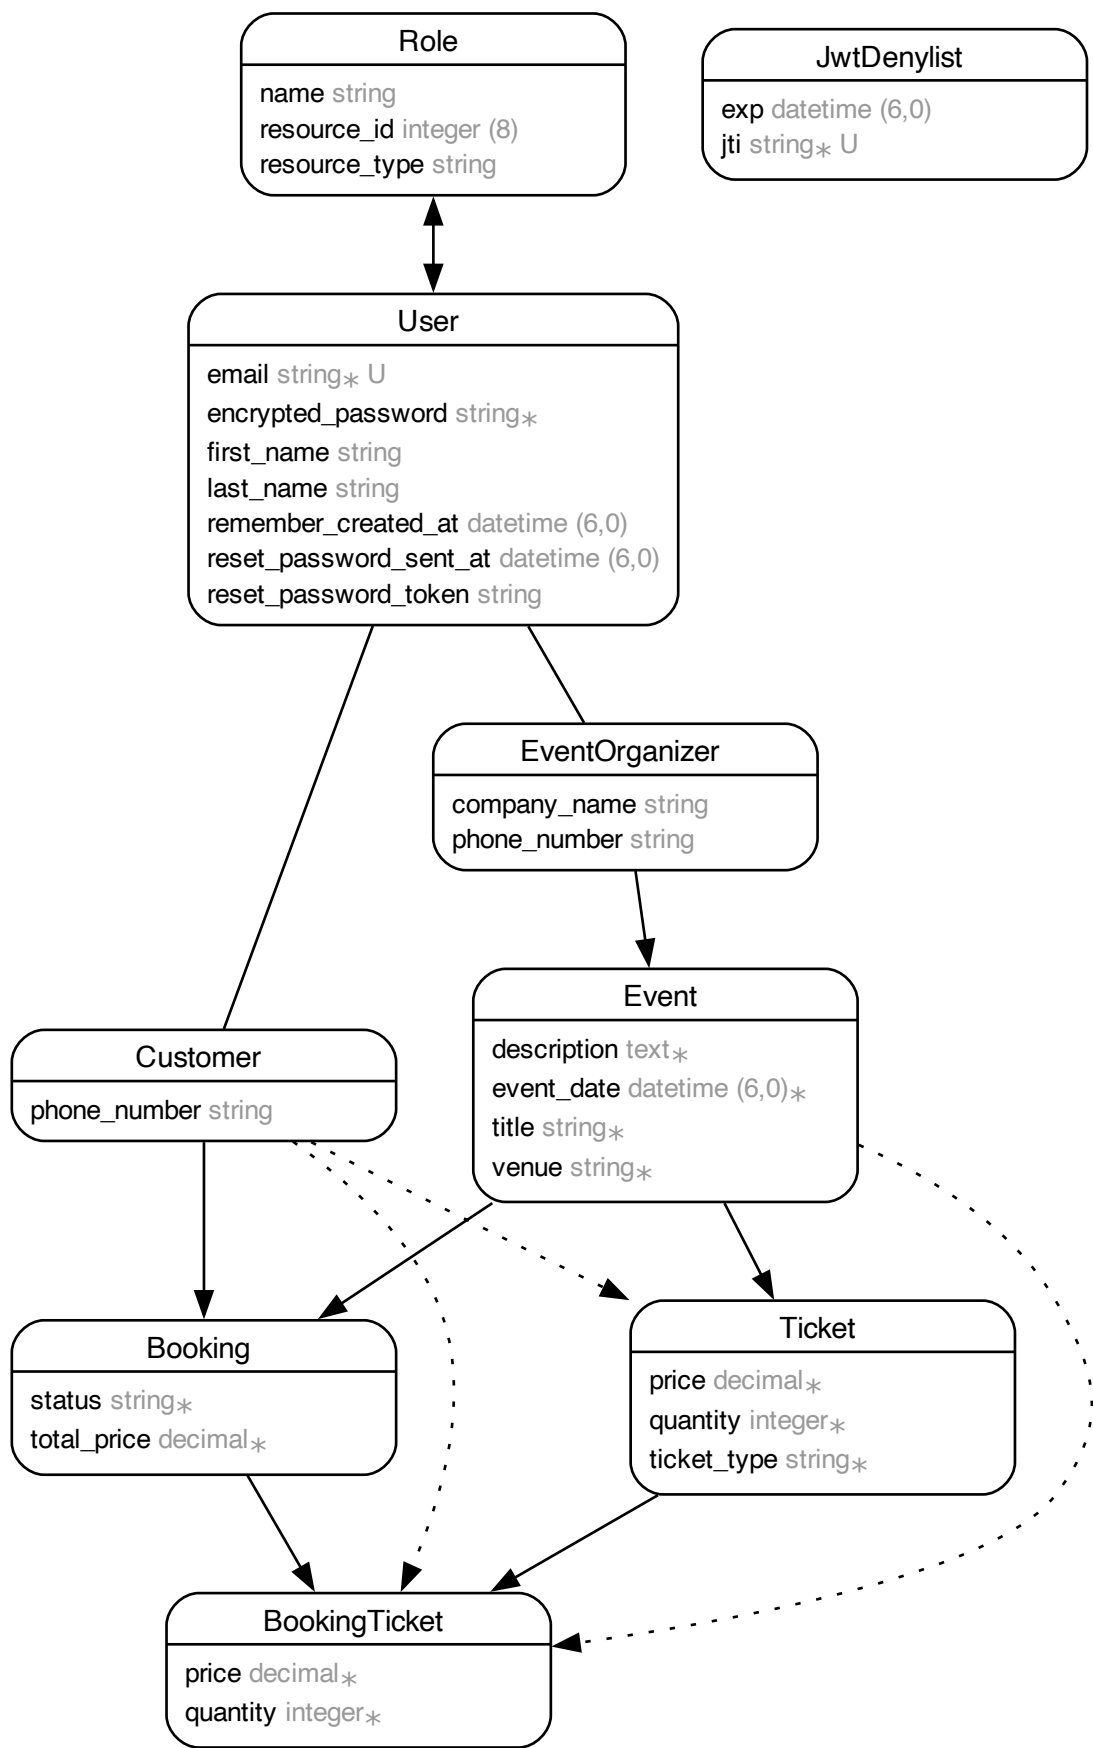 Role
name string
resource_id integer (8)
resource_type string
JwtDenylist
exp datetime (6,0)
jti string∗ U
User
email string∗ U
encrypted_password string∗
first_name string
last_name string
remember_created_at datetime (6,0)
reset_password_sent_at datetime (6,0)
reset_password_token string
EventOrganizer
company_name string
phone_number string
Event
description text∗
event_date datetime (6,0)∗
title string∗
venue string∗
Customer
phone_number string
Booking
status string∗
total_price decimal∗
Ticket
price decimal∗
quantity integer∗
ticket_type string∗
BookingTicket
price decimal∗
quantity integer∗